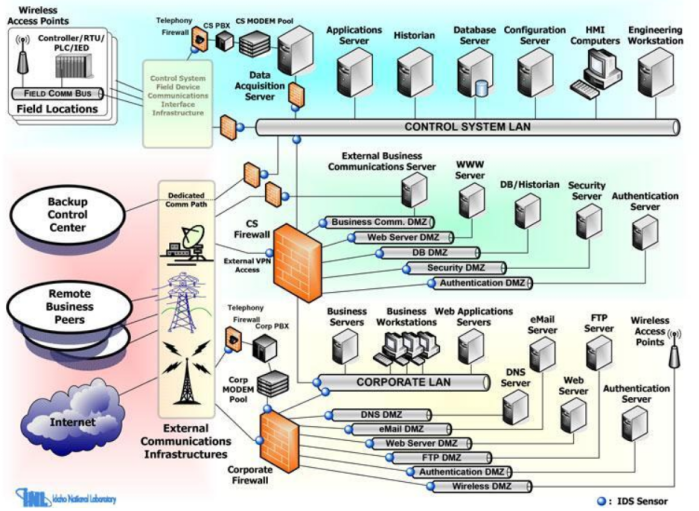 Wireless
Access Points
Controller/RTU/
PLC/IED
FIELD COMM BUS
Field Locations
Control System
Field Device
Communications
Interface
Infrastructure
Telephony
Firewall
CS PBX
CS MODEM Pool
Data
Acquisition
Server
Applications
Server
Historian
Database
Server
Configuration
Server
HMI
Computers
Engineering
Workstation
CONTROL SYSTEM LAN
Backup
Control
Center
Dedicated
Comm Path
CS
Firewall
External VPN
Access
External Business
Communications Server
WWW
Server
DB/Historian
Security
Server
Authentication
Server
Business Comm. DMZ
Web Server DMZ
DB DMZ
Security DMZ
Authentication DMZ
Remote
Business
Peers
Internet
External
Communications
Infrastructures
Telephony
Firewall
Corp PBX
Corp
MODEM
Pool
Corporate
Firewall
Business
Servers
Business
Workstations
Web Applications
Servers
eMail
Server
FTP
Server
Wireless
Access
Points
CORPORATE LAN
DNS
Server
Web
Server
Authentication
Server
DNS DMZ
eMail DMZ
Web Server DMZ
FTP DMZ
Authentication DMZ
Wireless DMZ
INL Idaho National Laboratory
: IDS Sensor